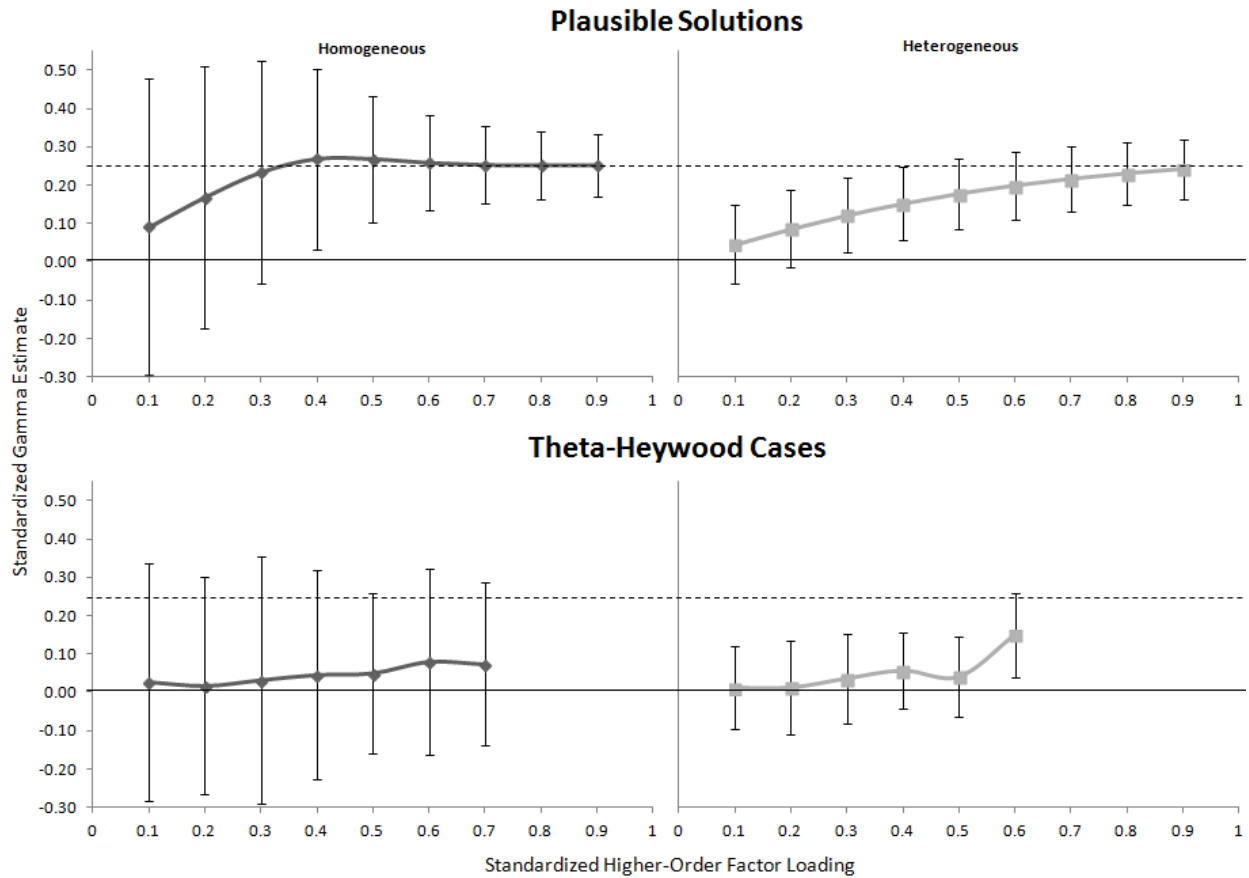 Plausible Solutions
Homogeneous
Heterogeneous
0.50
0.40
0.30
0.20
0.10
0.00
-0.10
-0.20
-0.30
0 0.1 0.2 0.3 0.4 0.5 0.6 0.7 0.8 0.9 1
0 0.1 0.2 0.3 0.4 0.5 0.6 0.7 0.8 0.9 1
Standardized Gamma Estimate
Theta-Heywood Cases
0.50
0.40
0.30
0.20
0.10
0.00
-0.10
-0.20
-0.30
0 0.1 0.2 0.3 0.4 0.5 0.6 0.7 0.8 0.9 1
0 0.1 0.2 0.3 0.4 0.5 0.6 0.7 0.8 0.9 1
Standardized Higher-Order Factor Loading